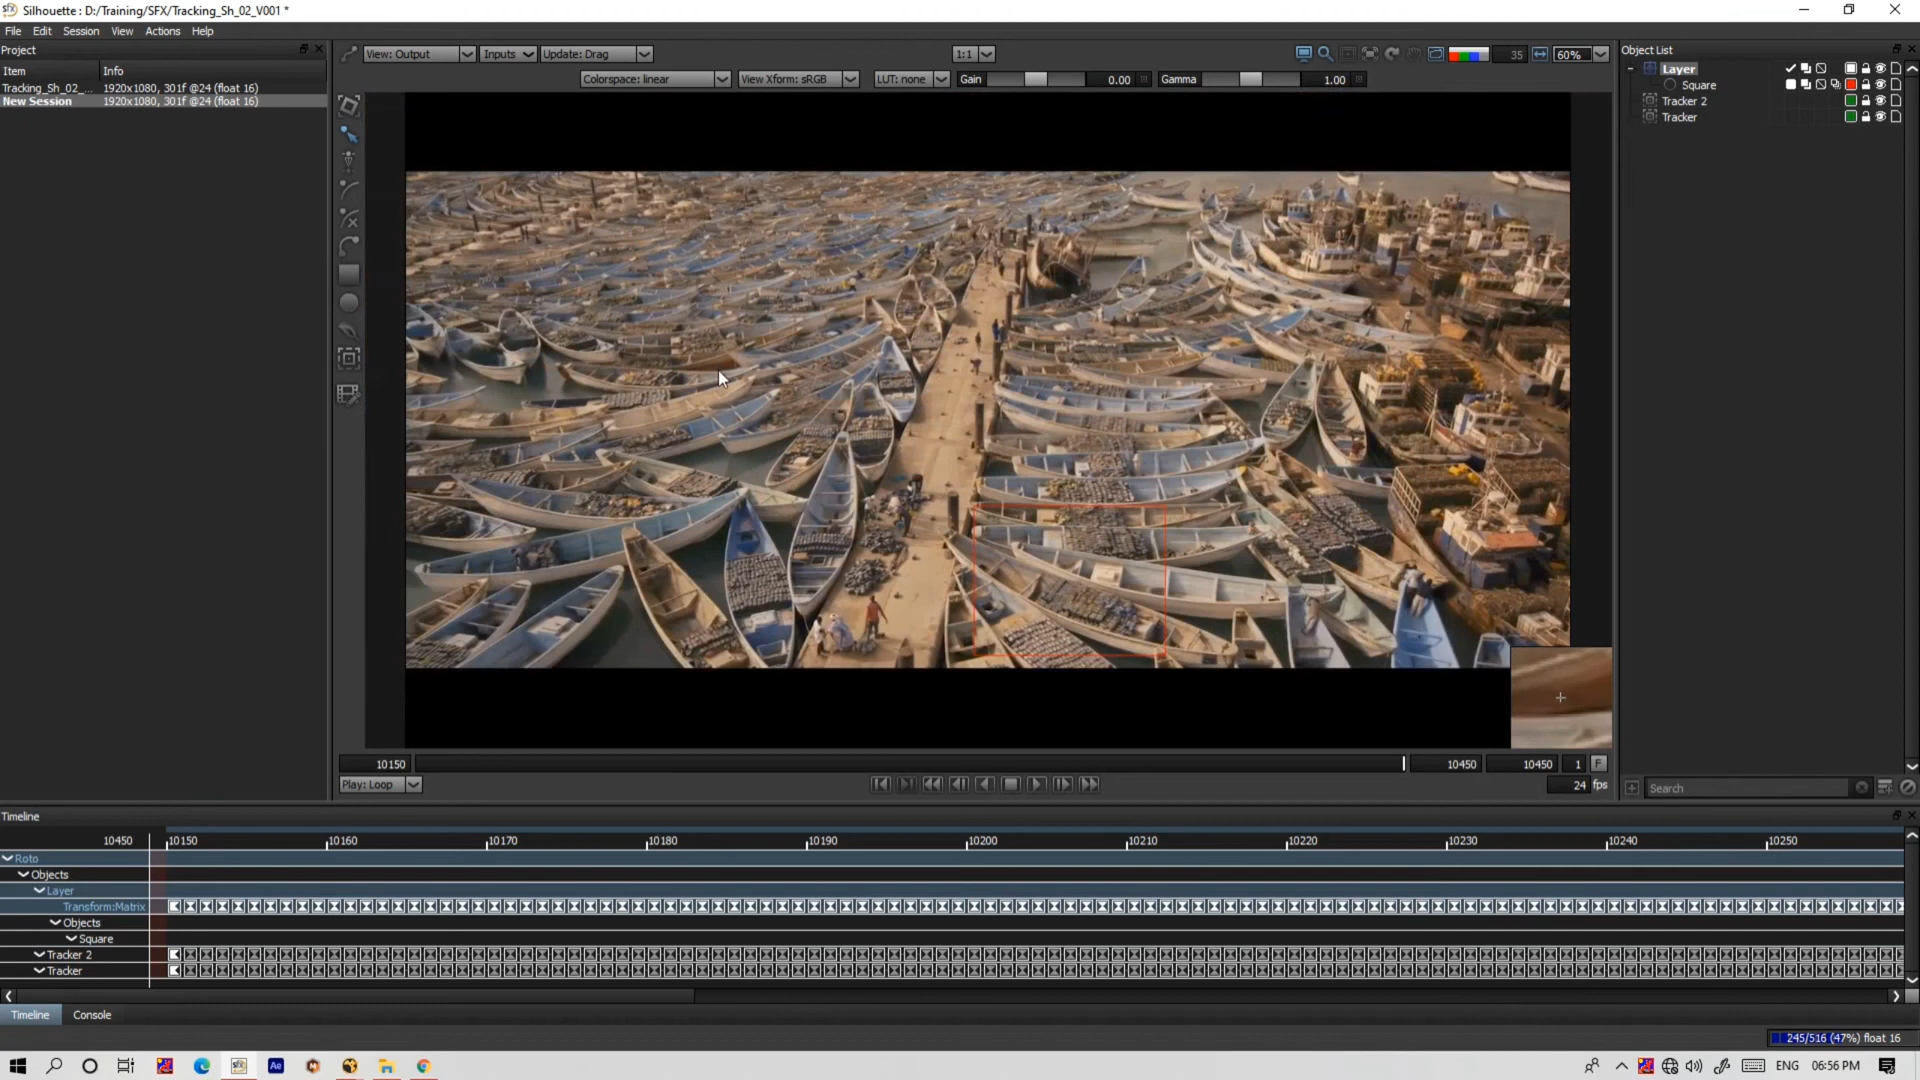 Silhouette : D:/Training/SFX/Tracking_Sh_02_V001 *
File Edit Session View Actions Help
Project
Item Info
Tracking_Sh_02_... 1920x1080, 301f @24 (float 16)
New Session 1920x1080, 301f @24 (float 16)
View: Output Inputs Update: Drag 1:1 35 60%
Colorspace: linear View Xform: sRGB LUT: none Gain 0.00 Gamma 1.00
Object List
Layer
Square
Tracker 2
Tracker
10150 10450 10450 1 F
Play: Loop 24 fps
Search
Timeline
10450 10150 10160 10170 10180 10190 10200 10210 10220 10230 10240 10250
Roto
Objects
Layer
Transform:Matrix
Objects
Square
Tracker 2
Tracker
Timeline Console
245/516 (47%) float 16
Ae ENG 06:56 PM